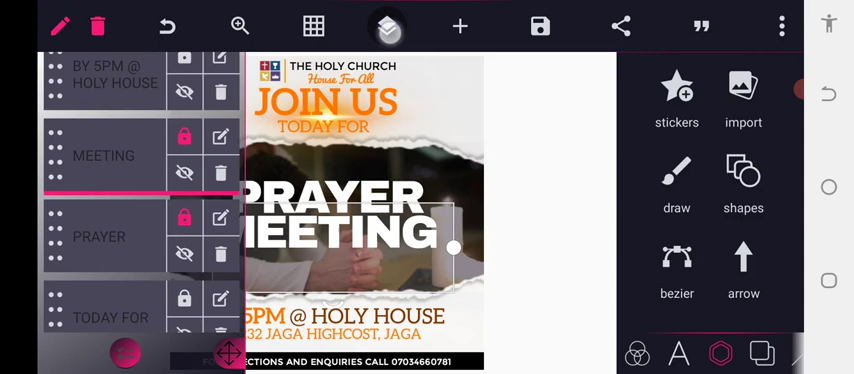 BY 5PM @
HOLY HOUSE
MEETING
PRAYER
TODAY FOR
THE HOLY CHURCH
House For All
JOIN US
TODAY FOR
PRAYER
MEETING
5PM @ HOLY HOUSE
32 JAGA HIGHCOST, JAGA
ECTIONS AND ENQUIRIES CALL 07034660781
stickers
import
draw
shapes
bezier
arrow